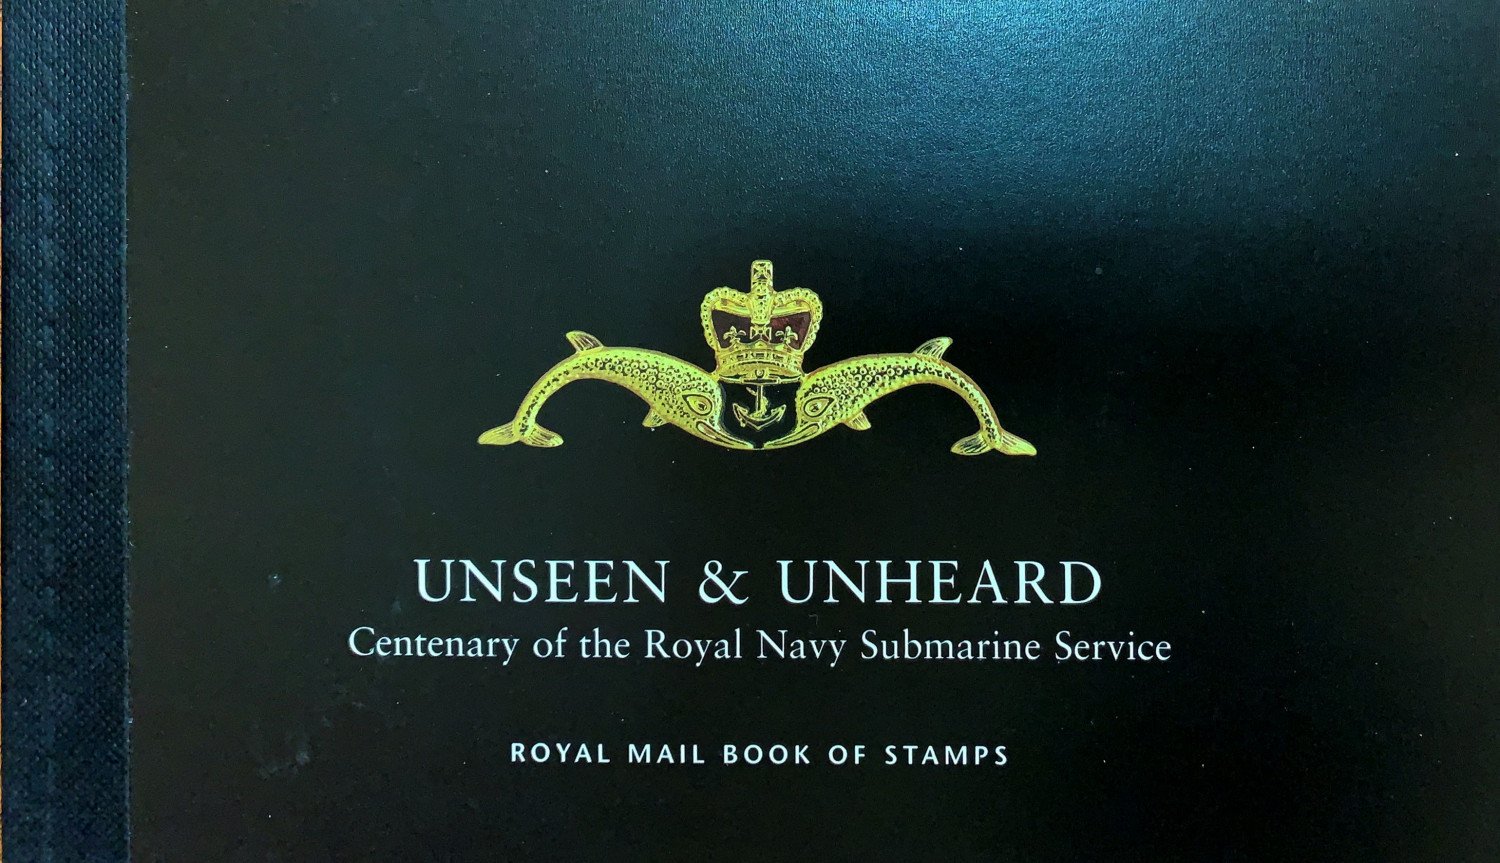 UNSEEN & UNHEARD
Centenary of the Royal Navy Submarine Service
ROYAL MAIL BOOK OF STAMPS